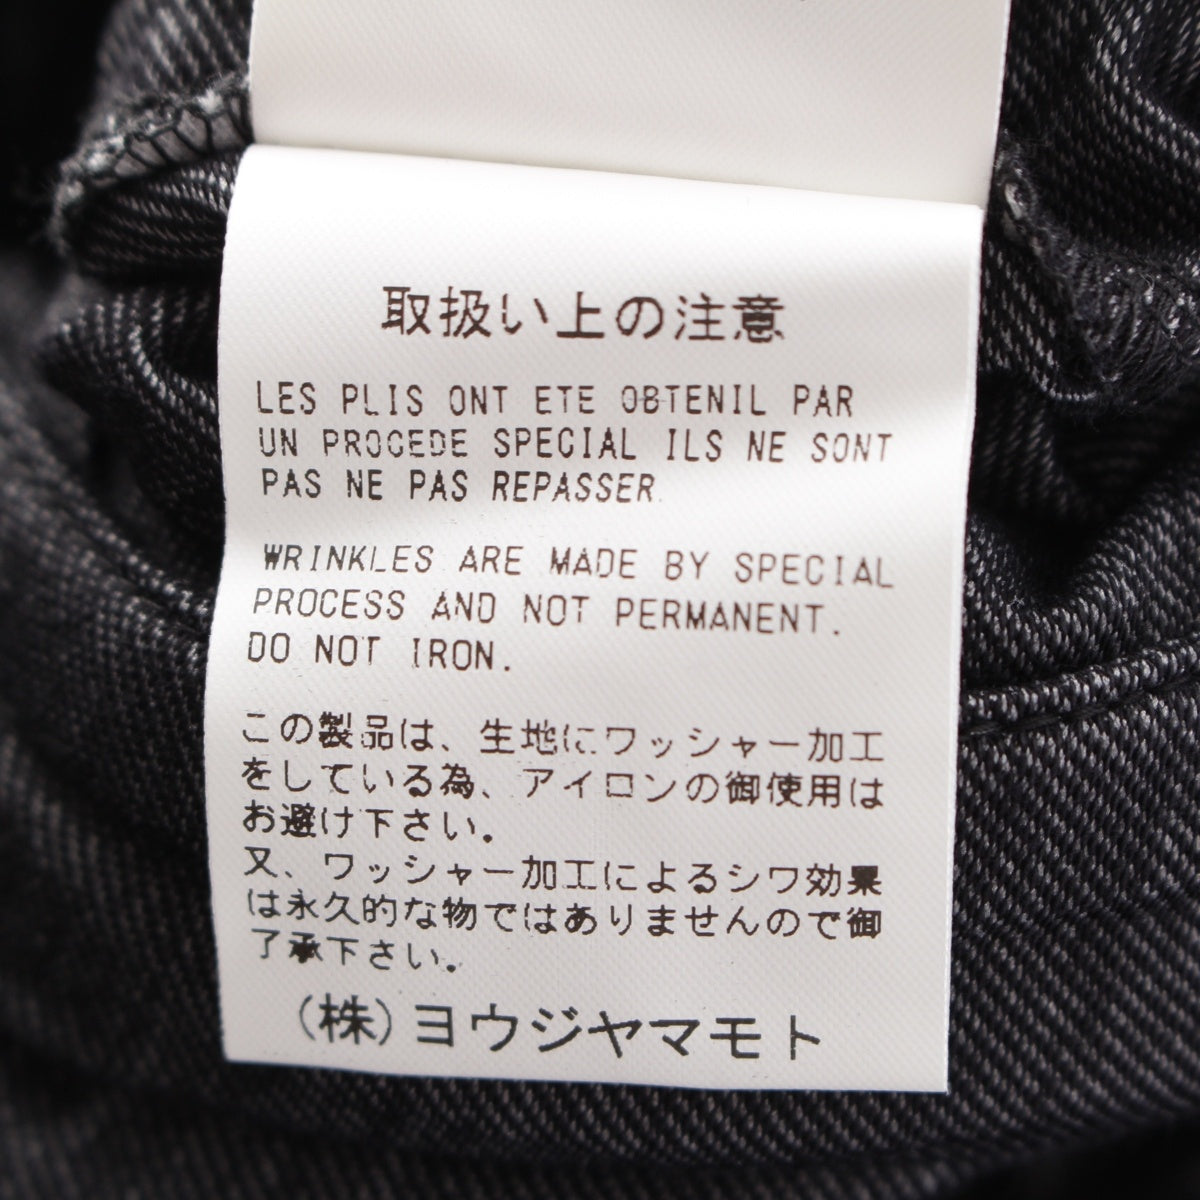 取扱い上の注意
LES PLIS ONT ETE OBTENIL PAR
UN PROCEDE SPECIAL ILS NE SONT
PAS NE PAS REPASSER.
WRINKLES ARE MADE BY SPECIAL
PROCESS AND NOT PERMANENT.
DO NOT IRON.
この製品は、生地にワッシャー加工
をしている為、アイロンの御使用は
お避け下さい。
又、ワッシャー加工によるシワ効果
は永久的な物ではありませんので御
了承下さい。
(株)ヨウジヤマモト